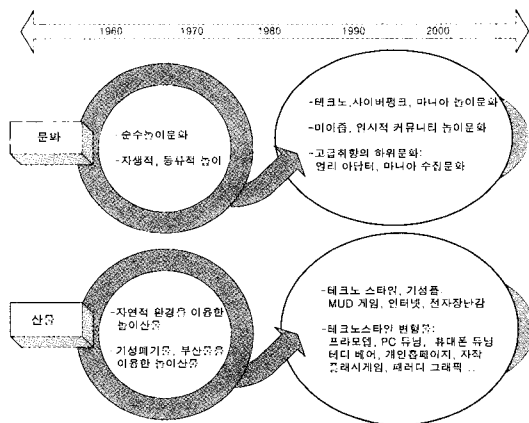 1960 1970 1980 1990 2000
문화
-순수놀이문화
-자생적, 동류적 놀이
-테크노,사이버펑크, 마니아 놀이문화
-미이즘, 인시적 커뮤니티 놀이문화
-고급취향의 하위문화:
얼리 아답터, 마니아 수집문화
산물
-자연적 환경을 이용한
놀이산물
-기성폐기물, 부산물을
이용한 놀이산물
-테크노 스타일, 기성품:
MUD 게임, 인터넷, 전자장난감
-테크노스타일 변형물:
프라모델, PC 튜닝, 휴대폰 튜닝
테디 베어, 개인홈페이지, 자작
플래시게임, 패러디 그래픽 ...